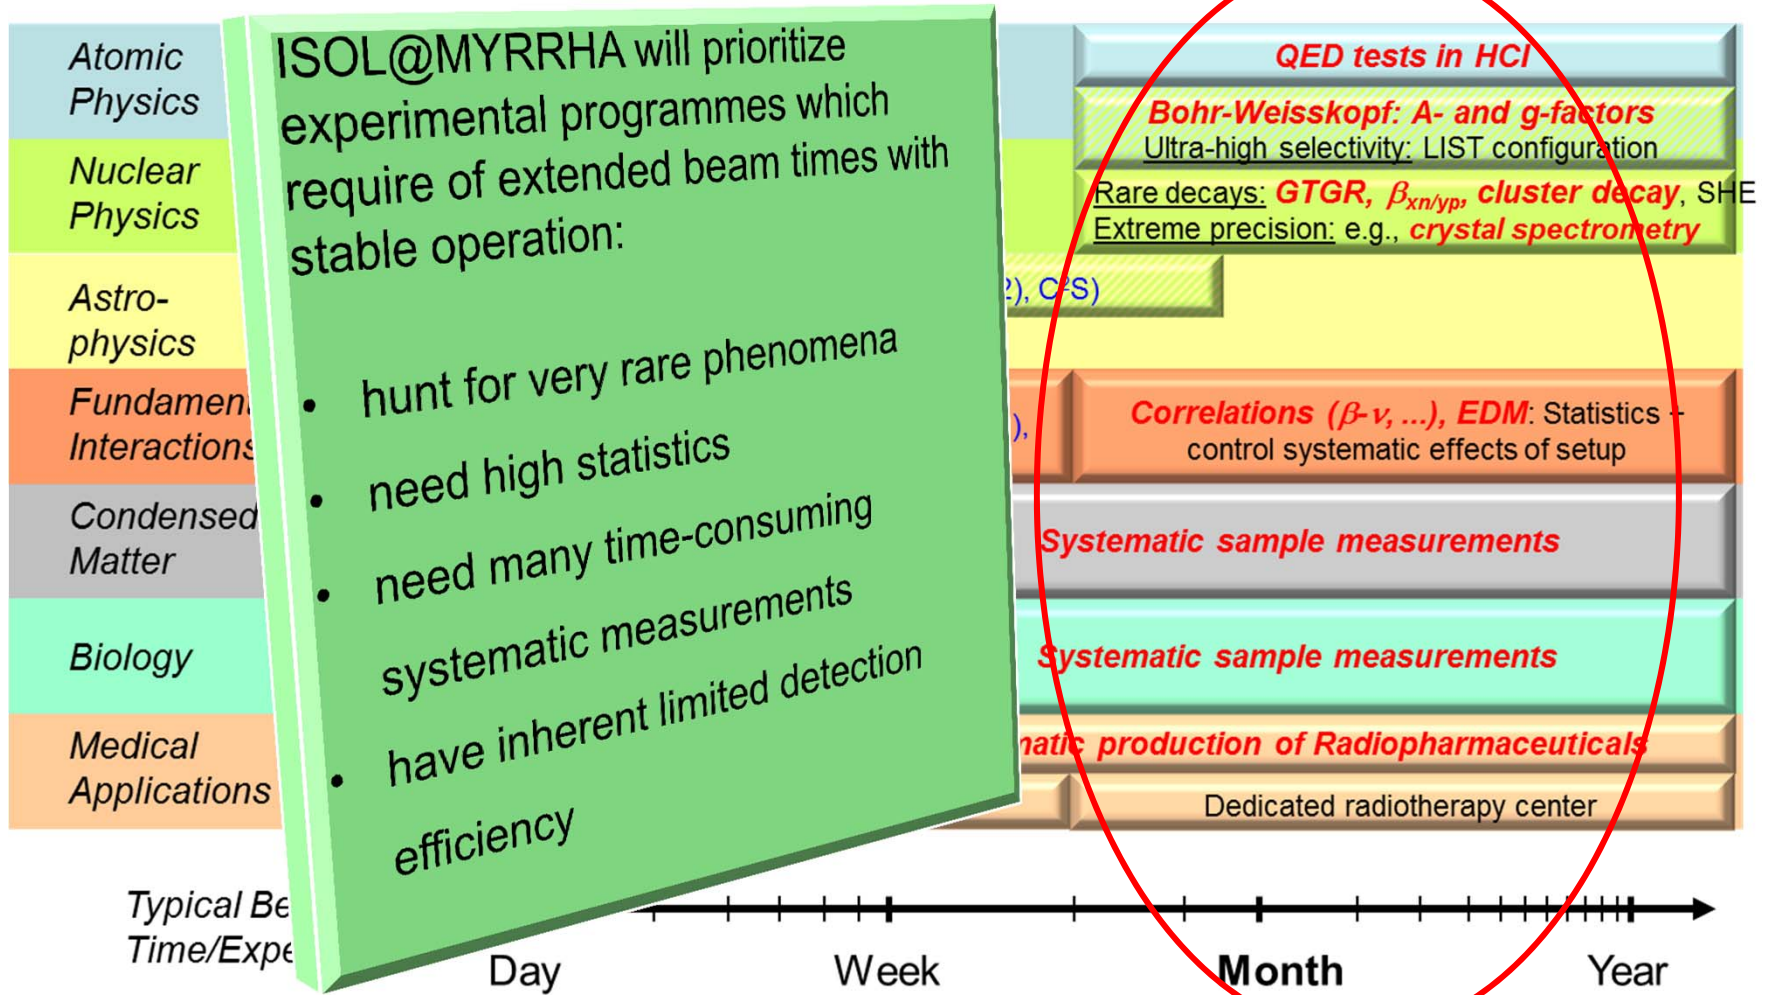 Atomic
Physics
Nuclear
Physics
Astro-
physics
Interactions
Condensed
Matter
Biology
Medical
Applications
ISOL@MYRRHA will prioritize
experimental programmes which
require of extended beam times with
stable operation:
• hunt for very rare phenomena
• need high statistics
• need many time-consuming
systematic measurements
• have inherent limited detection
efficiency
QED tests in HCI
Bohr-Weisskopf: A- and g-factors
Ultra-high selectivity: LIST configuration
Rare decays: GTGR, βxn/yp, cluster decay, SHE
Extreme precision: e.g., crystal spectrometry
), C²S)
),
Correlations (β-ν, ...), EDM: Statistics +
control systematic effects of setup
Systematic sample measurements
Systematic sample measurements
production of Radiopharmaceuticals
Dedicated radiotherapy center
Typical
Day Week Month Year